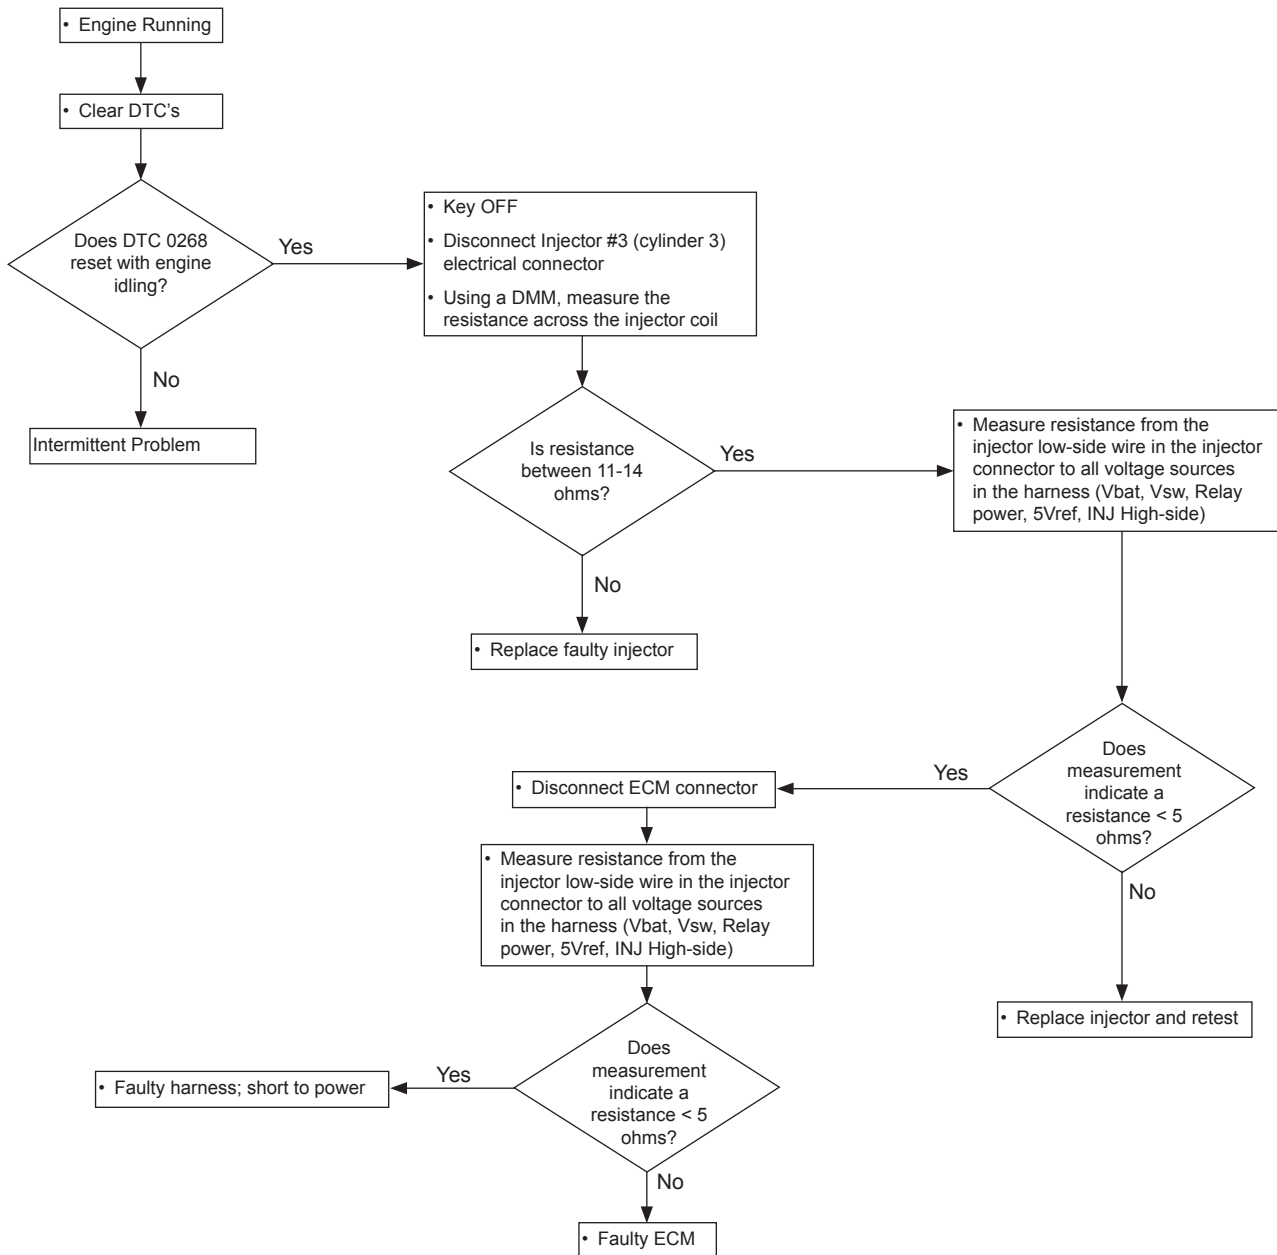 • Engine Running
• Clear DTC's
Does DTC 0268
reset with engine
idling?
Yes
No
Intermittent Problem
• Key OFF
• Disconnect Injector #3 (cylinder 3)
electrical connector
• Using a DMM, measure the
resistance across the injector coil
Is resistance
between 11-14
ohms?
Yes
No
• Replace faulty injector
• Measure resistance from the
injector low-side wire in the injector
connector to all voltage sources
in the harness (Vbat, Vsw, Relay
power, 5Vref, INJ High-side)
Does
measurement
indicate a
resistance < 5
ohms?
Yes
No
• Replace injector and retest
• Disconnect ECM connector
• Measure resistance from the
injector low-side wire in the injector
connector to all voltage sources
in the harness (Vbat, Vsw, Relay
power, 5Vref, INJ High-side)
Does
measurement
indicate a
resistance < 5
ohms?
Yes
• Faulty harness; short to power
No
• Faulty ECM